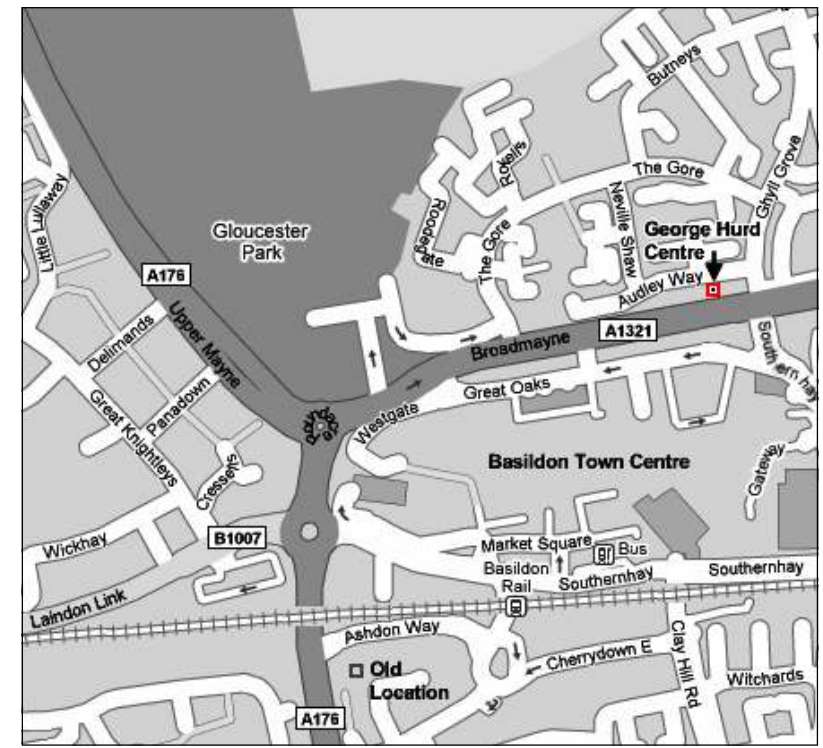 Butneys
Rokells
The Gore
Ghyll Grove
Little Lullaway
Roodegate
Neville Shaw
Gloucester
Park
The Gore
George Hurd
Centre
A176
Audley Way
Upper Mayne
Delimands
Broadmayne
A1321
Southernhay
Panadown
Great Oaks
Great Knightleys
Roundacre
Westgate
Basildon Town Centre
Cressells
Gateway
Wickhay
B1007
Market Square
Bus
Basildon
Rail
Southernhay
Southernhay
Laindon Link
Ashdon Way
Cherrydown E
Clay Hill Rd
Old
Location
Witchards
A176